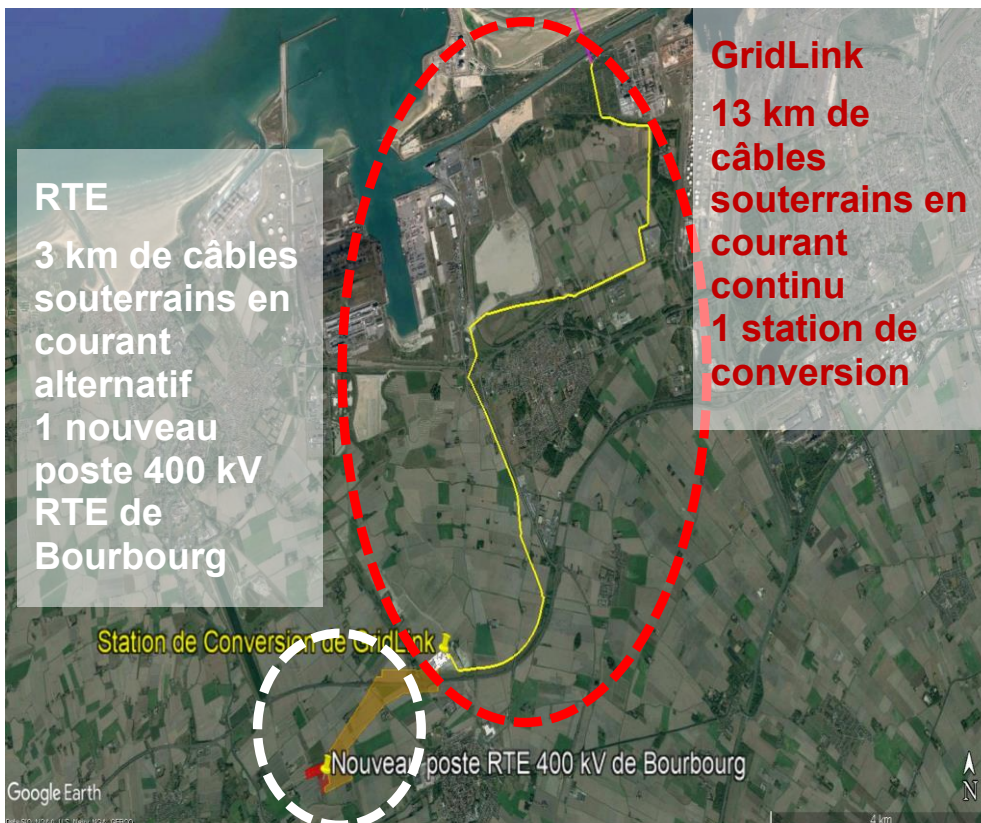 RTE
3 km de câbles
souterrains en
courant
alternatif
1 nouveau
poste 400 kV
RTE de
Bourbourg
GridLink
13 km de
câbles
souterrains en
courant
continu
1 station de
conversion
Station de Conversion de GridLink
Nouveau poste RTE 400 kV de Bourbourg
Google Earth
N
4 km